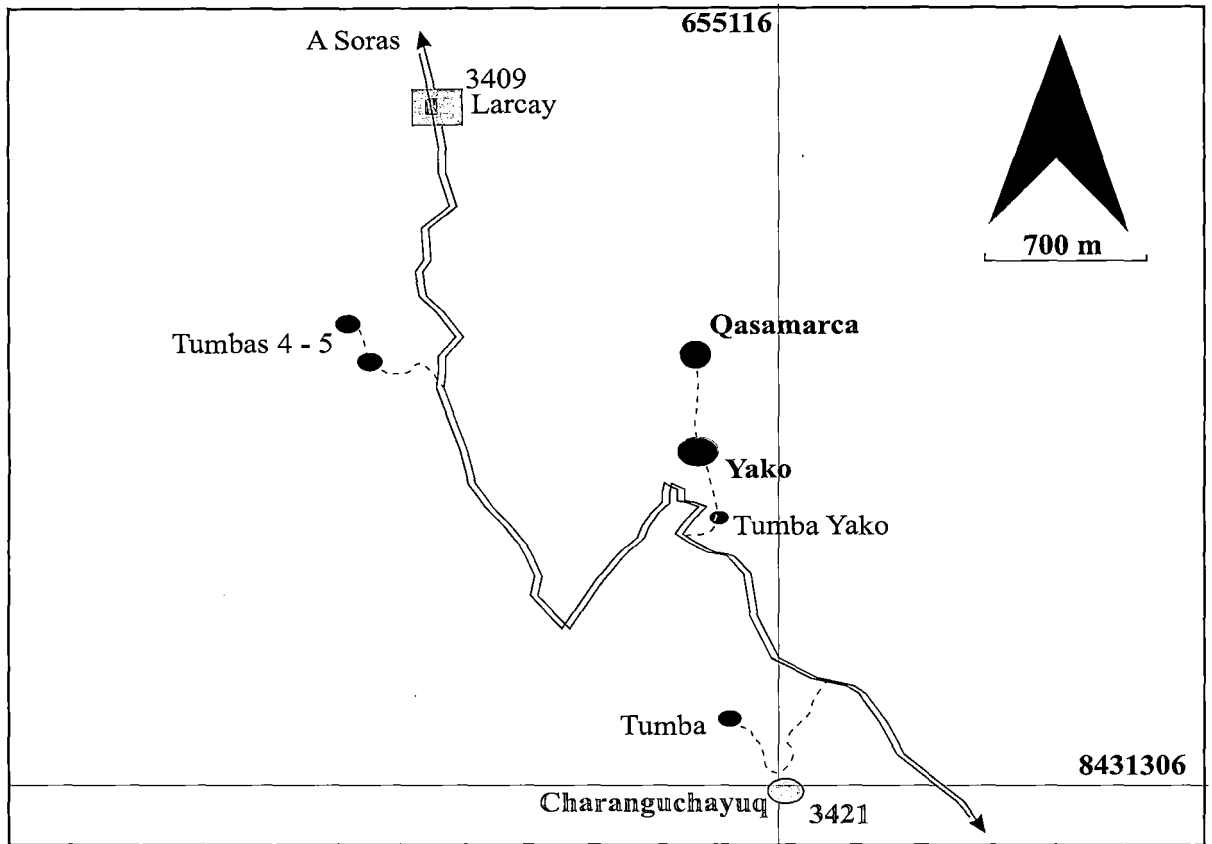 655116
A Soras
3409
Larcay
700 m
Qasamarca
Tumbas 4 - 5
Yako
Tumba Yako
Tumba
8431306
Charanguchayuq
3421